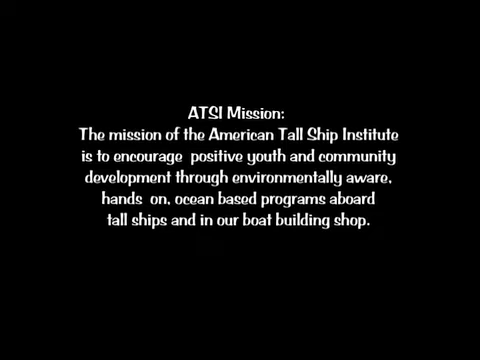 ATSI Mission:
The mission of the American Tall Ship Institute
is to encourage  positive youth and community
development through environmentally aware,
hands  on, ocean based programs aboard
tall ships and in our boat building shop.